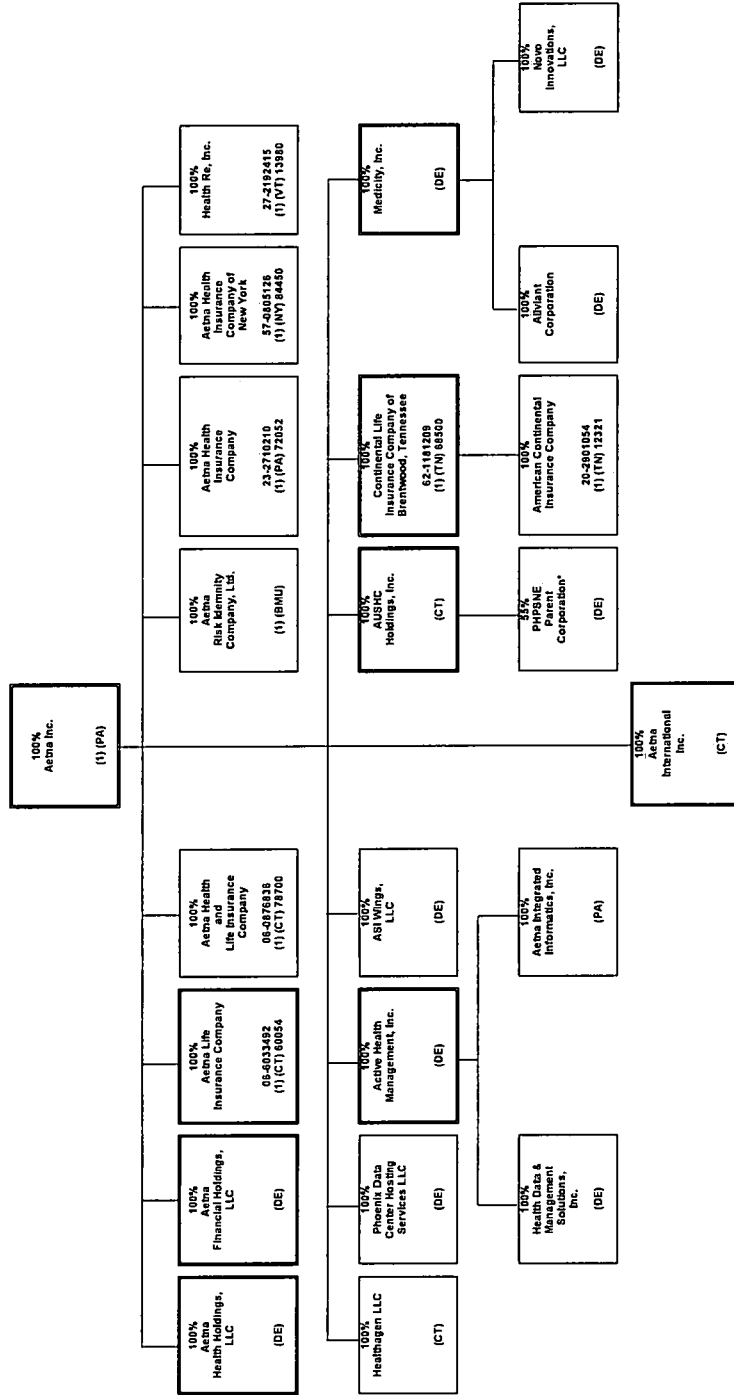 100%
Aetna Inc.
(1) (PA)
100%
Aetna
Health Holdings,
LLC
(DE)
100%
Aetna
Financial Holdings,
LLC
(DE)
100%
Aetna Life
Insurance Company
06-6033492
(1) (CT) 60054
100%
Aetna Health
and
Life Insurance
Company
06-0876836
(1) (CT) 78700
100%
Aetna
Risk Idemnity
Company, Ltd.
(1) (BMU)
100%
Aetna Health
Insurance
Company
23-2710210
(1) (PA) 72052
100%
Aetna Health
Insurance
Company of
New York
57-0805126
(1) (NY) 84450
100%
Health Re, Inc.
27-2192415
(1) (VT) 13980
100%
Healthagen LLC
(CT)
100%
Phoenix Data
Center Hosting
Services LLC
(DE)
100%
Active Health
Management, Inc.
(DE)
100%
ASI Wings,
LLC
(DE)
100%
AUSHC
Holdings, Inc.
(CT)
100%
Continental Life
Insurance Company of
Brentwood, Tennessee
62-1181209
(1) (TN) 68500
100%
Medicity, Inc.
(DE)
100%
Health Data &
Management
Solutions,
Inc.
(DE)
100%
Aetna Integrated
Informatics, Inc.
(PA)
55%
PHPSNE
Parent
Corporation*
(DE)
100%
American Continental
Insurance Company
20-2901054
(1) (TN) 12321
100%
Allviant
Corporation
(DE)
100%
Novo
Innovations,
LLC
(DE)
100%
Aetna
International
Inc.
(CT)